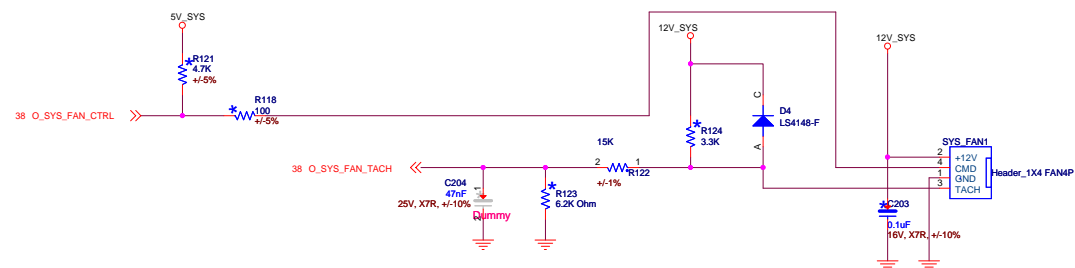 5V_SYS
R121
4.7K
+/-5%
38 O_SYS_FAN_CTRL
R118
100
+/-5%
12V_SYS
R124
3.3K
C
A
D4
LS4148-F
12V_SYS
38 O_SYS_FAN_TACH
15K
2
1
+/-1%
R122
C204
47nF
25V, X7R, +/-10%
1
2
Dummy
R123
6.2K Ohm
SYS_FAN1
2
4
1
3
+12V
CMD
GND
TACH
Header_1X4 FAN4P
C203
0.1uF
16V, X7R, +/-10%